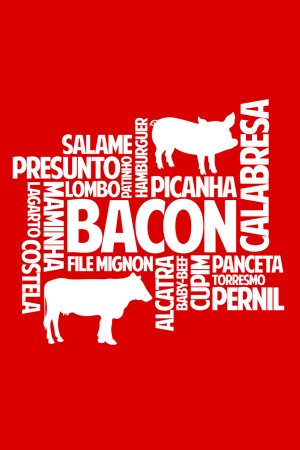 SALAME
PRESUNTO
LOMBO
PATINHO
HAMBURGUER
PICANHA
CALABRESA
LAGARTO
COSTELA
MAMINHA
BACON
FILE MIGNON
ALCATRA
BABY-BEEF
CUPIM
PANCETA
TORRESMO
PERNIL